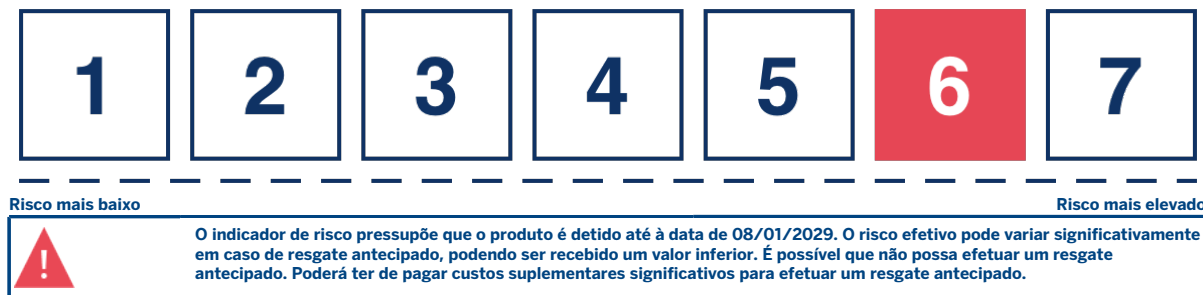 1 2 3 4 5 6 7
Risco mais baixo Risco mais elevado
O indicador de risco pressupõe que o produto é detido até à data de 08/01/2029. O risco efetivo pode variar significativamente
em caso de resgate antecipado, podendo ser recebido um valor inferior. É possível que não possa efetuar um resgate
antecipado. Poderá ter de pagar custos suplementares significativos para efetuar um resgate antecipado.
!